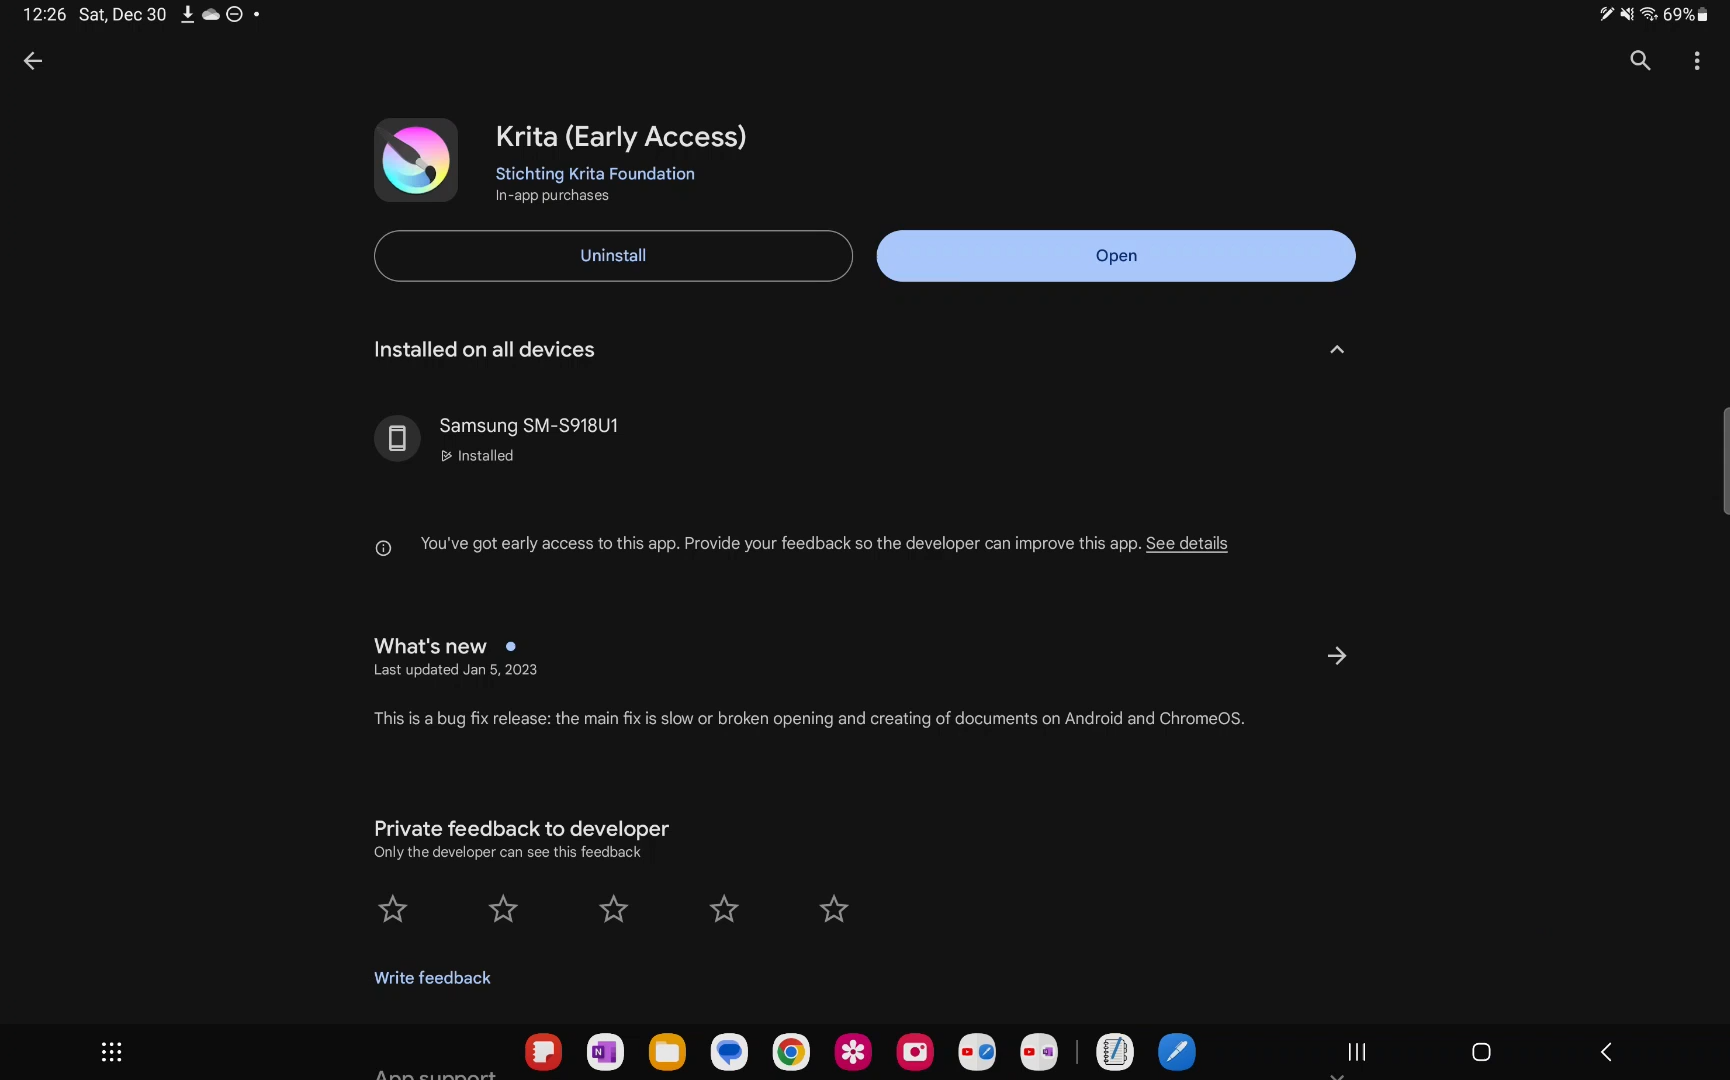 12:26 Sat, Dec 30
69%
Krita (Early Access)
Stichting Krita Foundation
In-app purchases
Uninstall
Open
Installed on all devices
Samsung SM-S918U1
Installed
You've got early access to this app. Provide your feedback so the developer can improve this app. See details
What's new
Last updated Jan 5, 2023
This is a bug fix release: the main fix is slow or broken opening and creating of documents on Android and ChromeOS.
Private feedback to developer
Only the developer can see this feedback
Write feedback
App support